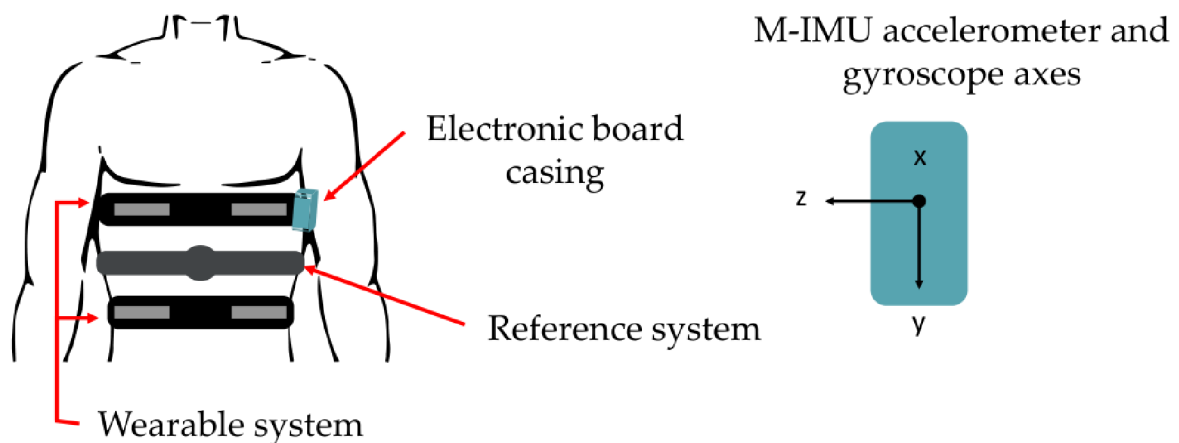 M-IMU accelerometer and
gyroscope axes
Electronic board
casing
x
z
y
Reference system
Wearable system